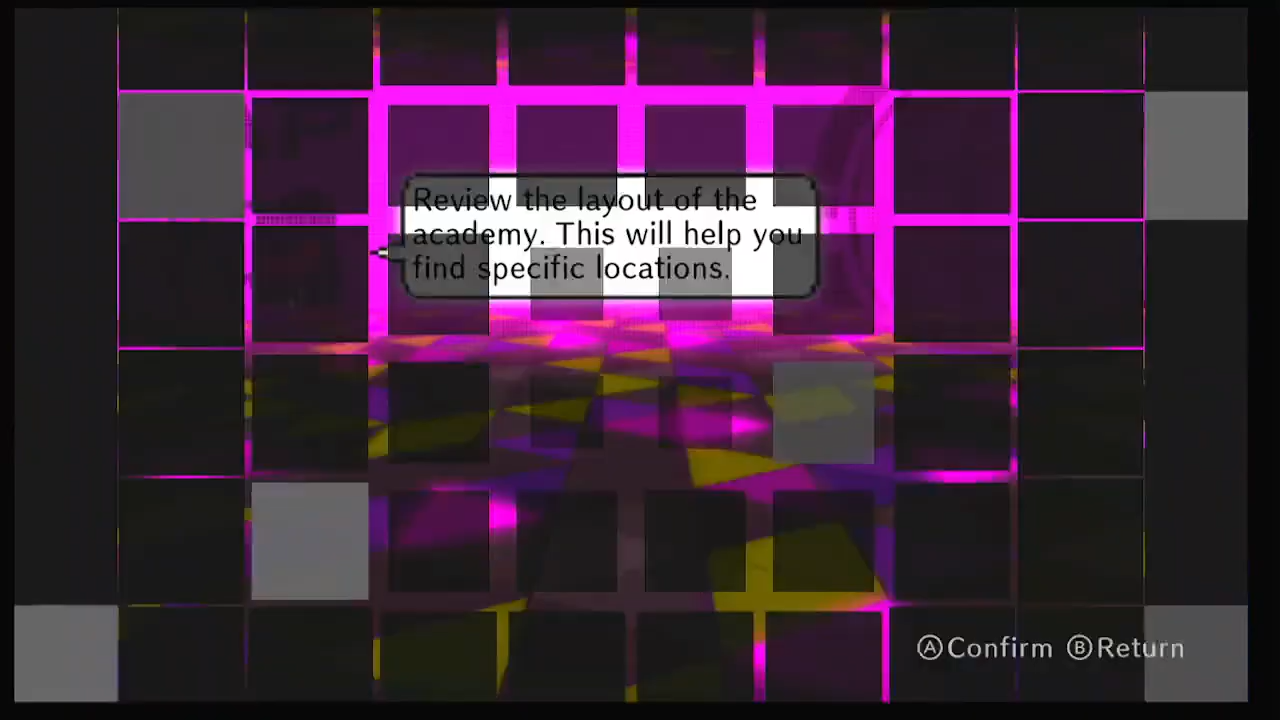 Review the layout of the
academy. This will help you
find specific locations.
Ⓐ Confirm Ⓑ Return